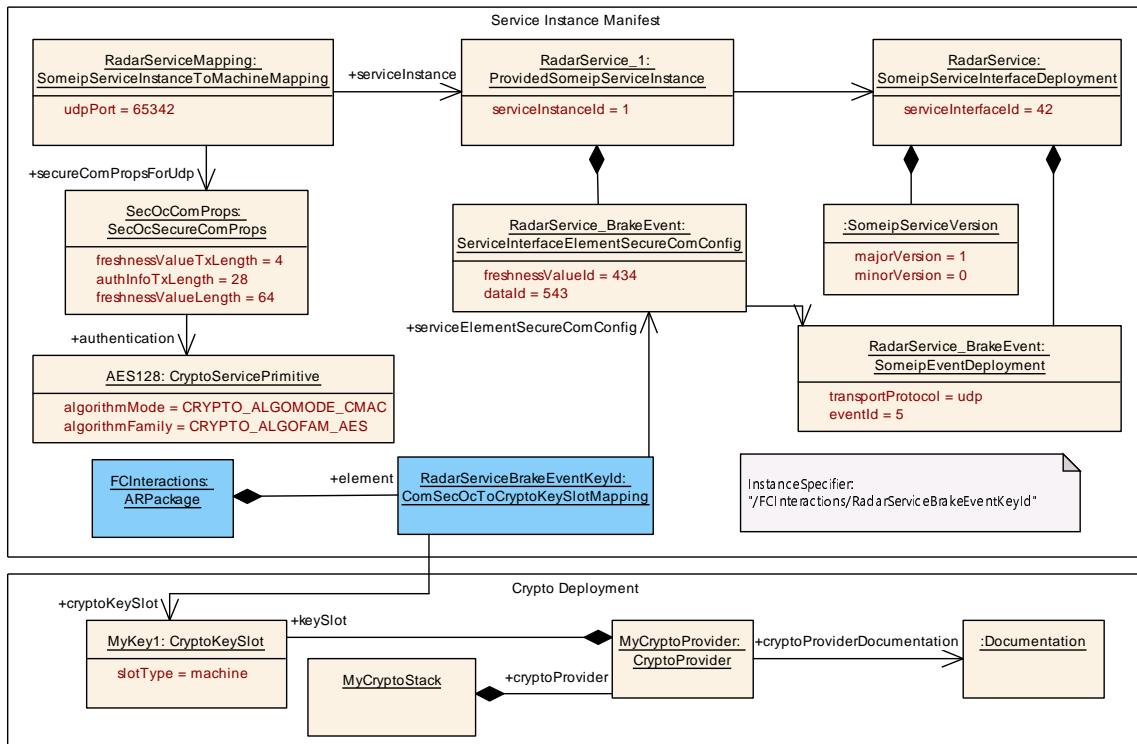 Service Instance Manifest
RadarServiceMapping:
SomeipServiceInstanceToMachineMapping
udpPort = 65342
+serviceInstance
RadarService_1:
ProvidedSomeipServiceInstance
serviceInstanceId = 1
RadarService:
SomeipServiceInterfaceDeployment
serviceInterfaceId = 42
+secureComPropsForUdp
SecOcComProps:
SecOcSecureComProps
freshnessValueTxLength = 4
authInfoTxLength = 28
freshnessValueLength = 64
RadarService_BrakeEvent:
ServiceInterfaceElementSecureComConfig
freshnessValueId = 434
dataId = 543
:SomeipServiceVersion
majorVersion = 1
minorVersion = 0
+authentication
+serviceElementSecureComConfig
AES128: CryptoServicePrimitive
algorithmMode = CRYPTO_ALGOMODE_CMAC
algorithmFamily = CRYPTO_ALGOFAM_AES
RadarService_BrakeEvent:
SomeipEventDeployment
transportProtocol = udp
eventId = 5
FCInteractions:
ARPackage
+element
RadarServiceBrakeEventKeyId:
ComSecOcToCryptoKeySlotMapping
InstanceSpecifier:
"/FCInteractions/RadarServiceBrakeEventKeyId"
Crypto Deployment
+cryptoKeySlot
MyKey1: CryptoKeySlot
slotType = machine
+keySlot
MyCryptoStack
+cryptoProvider
MyCryptoProvider:
CryptoProvider
+cryptoProviderDocumentation
:Documentation